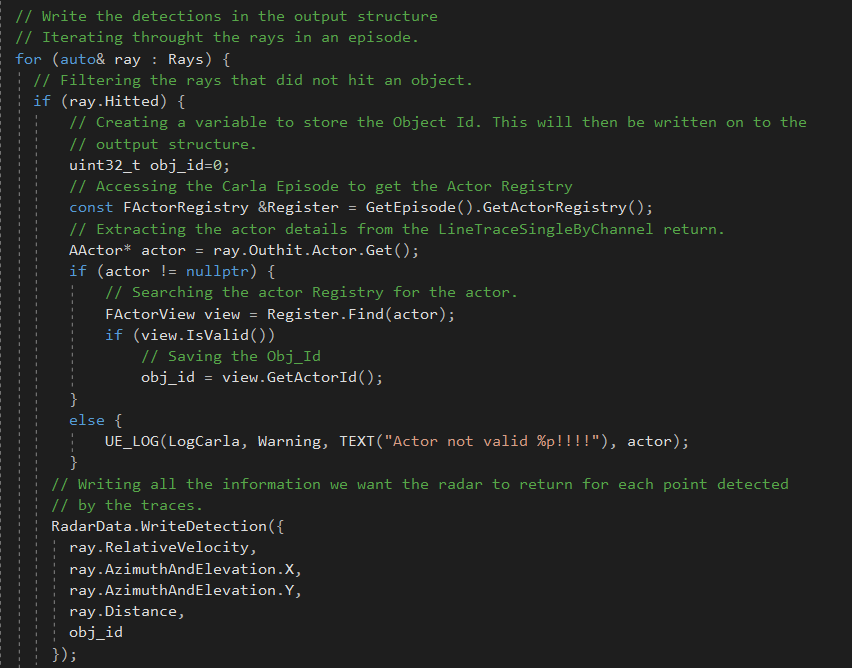 // Write the detections in the output structure
// Iterating throught the rays in an episode.
for (auto& ray : Rays) {
// Filtering the rays that did not hit an object.
if (ray.Hitted) {
// Creating a variable to store the Object Id. This will then be written on to the
// outtput structure.
uint32_t obj_id=0;
// Accessing the Carla Episode to get the Actor Registry
const FActorRegistry &Register = GetEpisode().GetActorRegistry();
// Extracting the actor details from the LineTraceSingleByChannel return.
AActor* actor = ray.Outhit.Actor.Get();
if (actor != nullptr) {
// Searching the actor Registry for the actor.
FActorView view = Register.Find(actor);
if (view.IsValid())
// Saving the Obj_Id
obj_id = view.GetActorId();
}
else {
UE_LOG(LogCarla, Warning, TEXT("Actor not valid %p!!!!"), actor);
}
// Writing all the information we want the radar to return for each point detected
// by the traces.
RadarData.WriteDetection({
ray.RelativeVelocity,
ray.AzimuthAndElevation.X,
ray.AzimuthAndElevation.Y,
ray.Distance,
obj_id
});